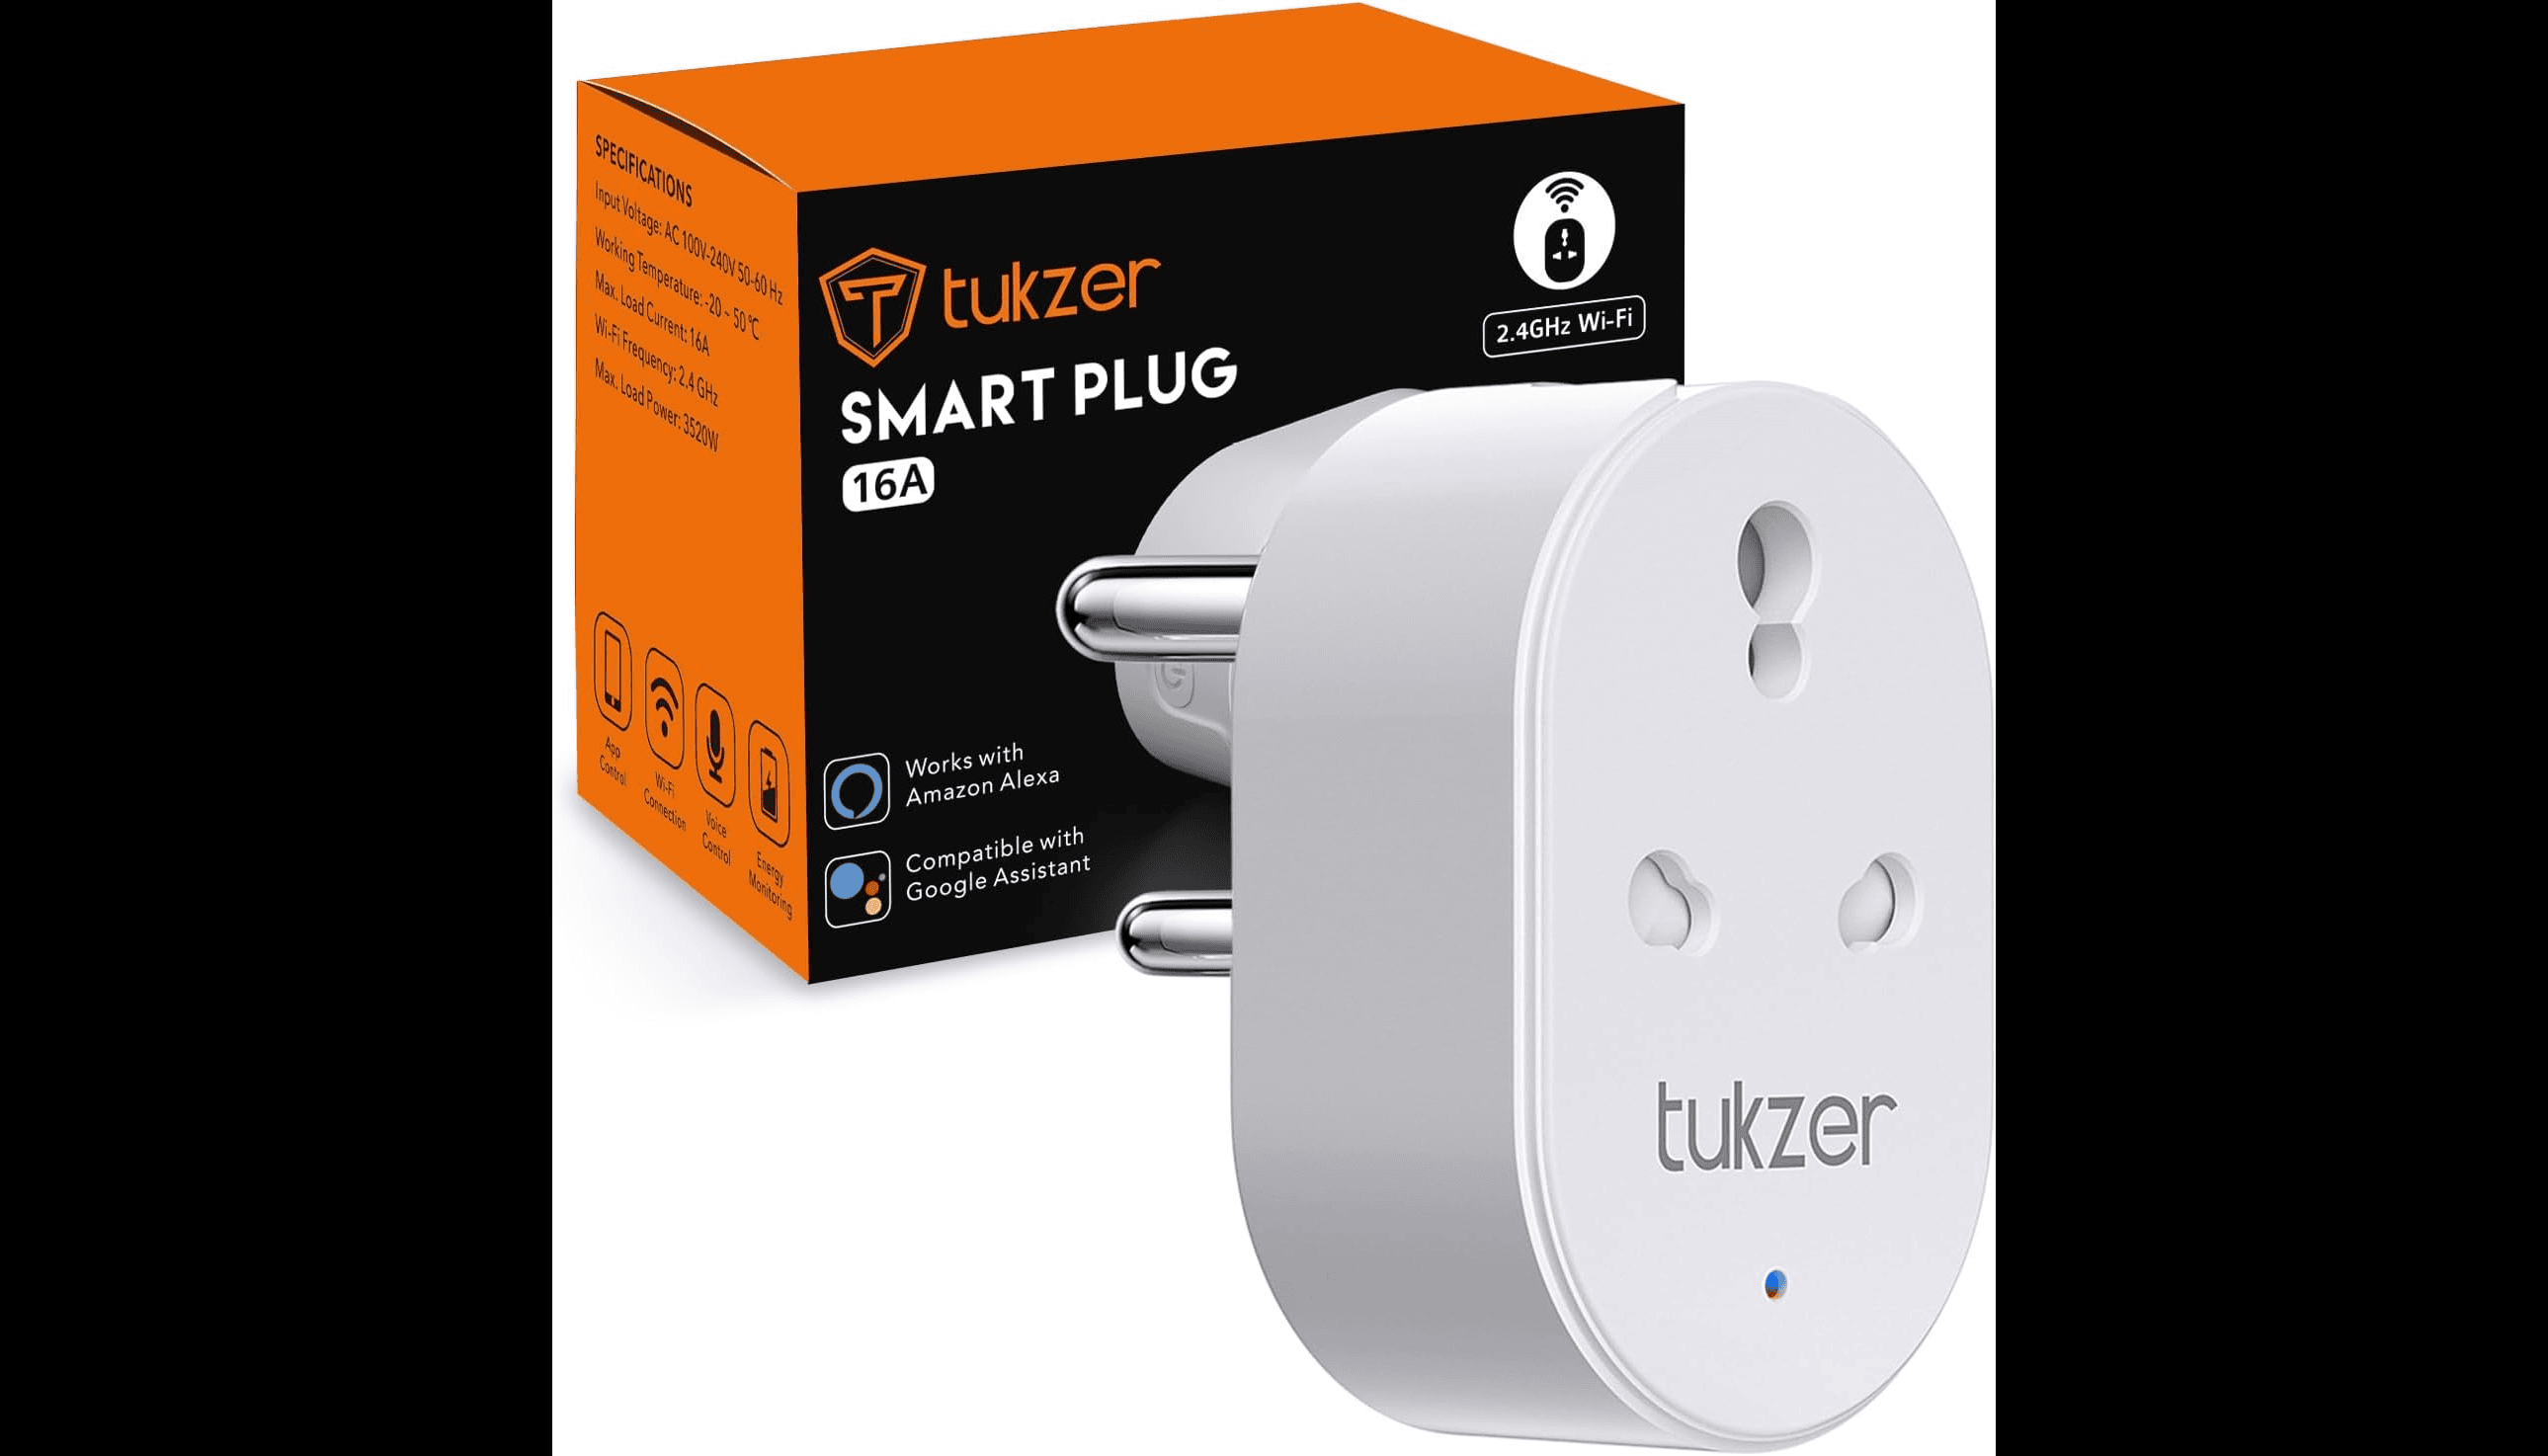 SPECIFICATIONS
Input Voltage: AC 100V-240V 50-60 Hz
Working Temperature: -20 ~ 50 °C
Max. Load Current: 16A
Wi-Fi Frequency: 2.4 GHz
Max. Load Power: 3520W
App
Control
Wi-Fi
Connection
Voice
Control
Energy
Monitoring
tukzer
SMART PLUG
16A
2.4GHz Wi-Fi
Works with
Amazon Alexa
Compatible with
Google Assistant
tukzer